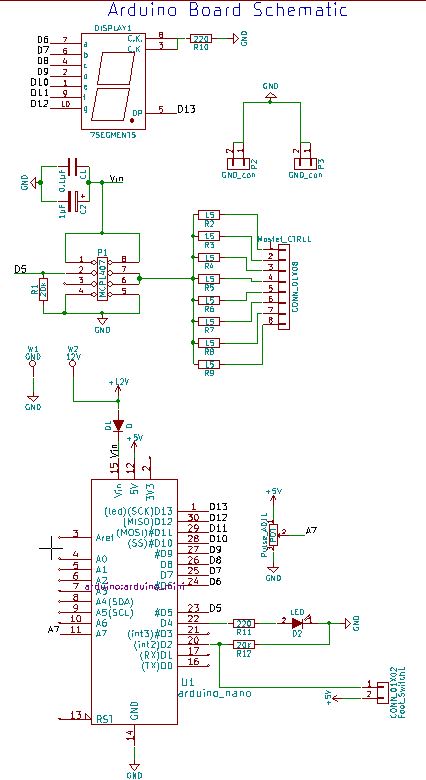 Arduino Board Schematic
DISPLAY1
D6 7 a
D7 6 b
D8 4 c
D9 2 d
D10 1 e
D11 9 f
D12 10 g
C.K. 8
C.K 3
220
R10
GND
DP 5 D13
7SEGMENTS
GND
2 1 P2
GND_con
2 1 P3
GND_con
GND
0.1uF C1
1uF C2
Vin
P1
MCP1407
1 8
2 7
3 6
4 5
D5
R1
20k
GND
15
R2
15
R3
15
R4
15
R5
15
R6
15
R7
15
R8
15
R9
Mosfet_CTRL1
1
2
3
4
5
6
7
8
CONN_01X08
W1
GND
GND
W2
12V
+12V
D1 D
Vin
+5V
15 12 2
Vin 5V 3V3
(led)(SCK)D13 1 D13
(MISO)D12 30 D12
(MOSI)#D11 29 D11
(SS)#D10 28 D10
#D9 27 D9
D8 26 D8
D7 25 D7
#D6 24 D6
3 Aref
4 A0
5 A1
6 A2
7 A3
8 A4(SDA)
9 A5(SCL)
10 A6
A7 11 A7
#D5 23 D5
D4 22
(int3)#D3 21
(int2)D2 20
(RX)D1 17
(TX)D0 16
13 RST
GND
14
GND
U1
arduino_nano
+5V
Pulse_ADJ1
POT
2 A7
GND
220
R11
LED
2 1
D2
GND
20k
R12
+5V
1
2
CONN_01X02
Foot_Switch1